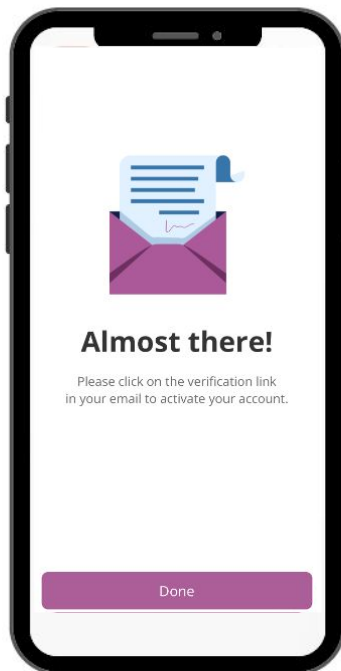 Almost there!
Please click on the verification link
in your email to activate your account.
Done